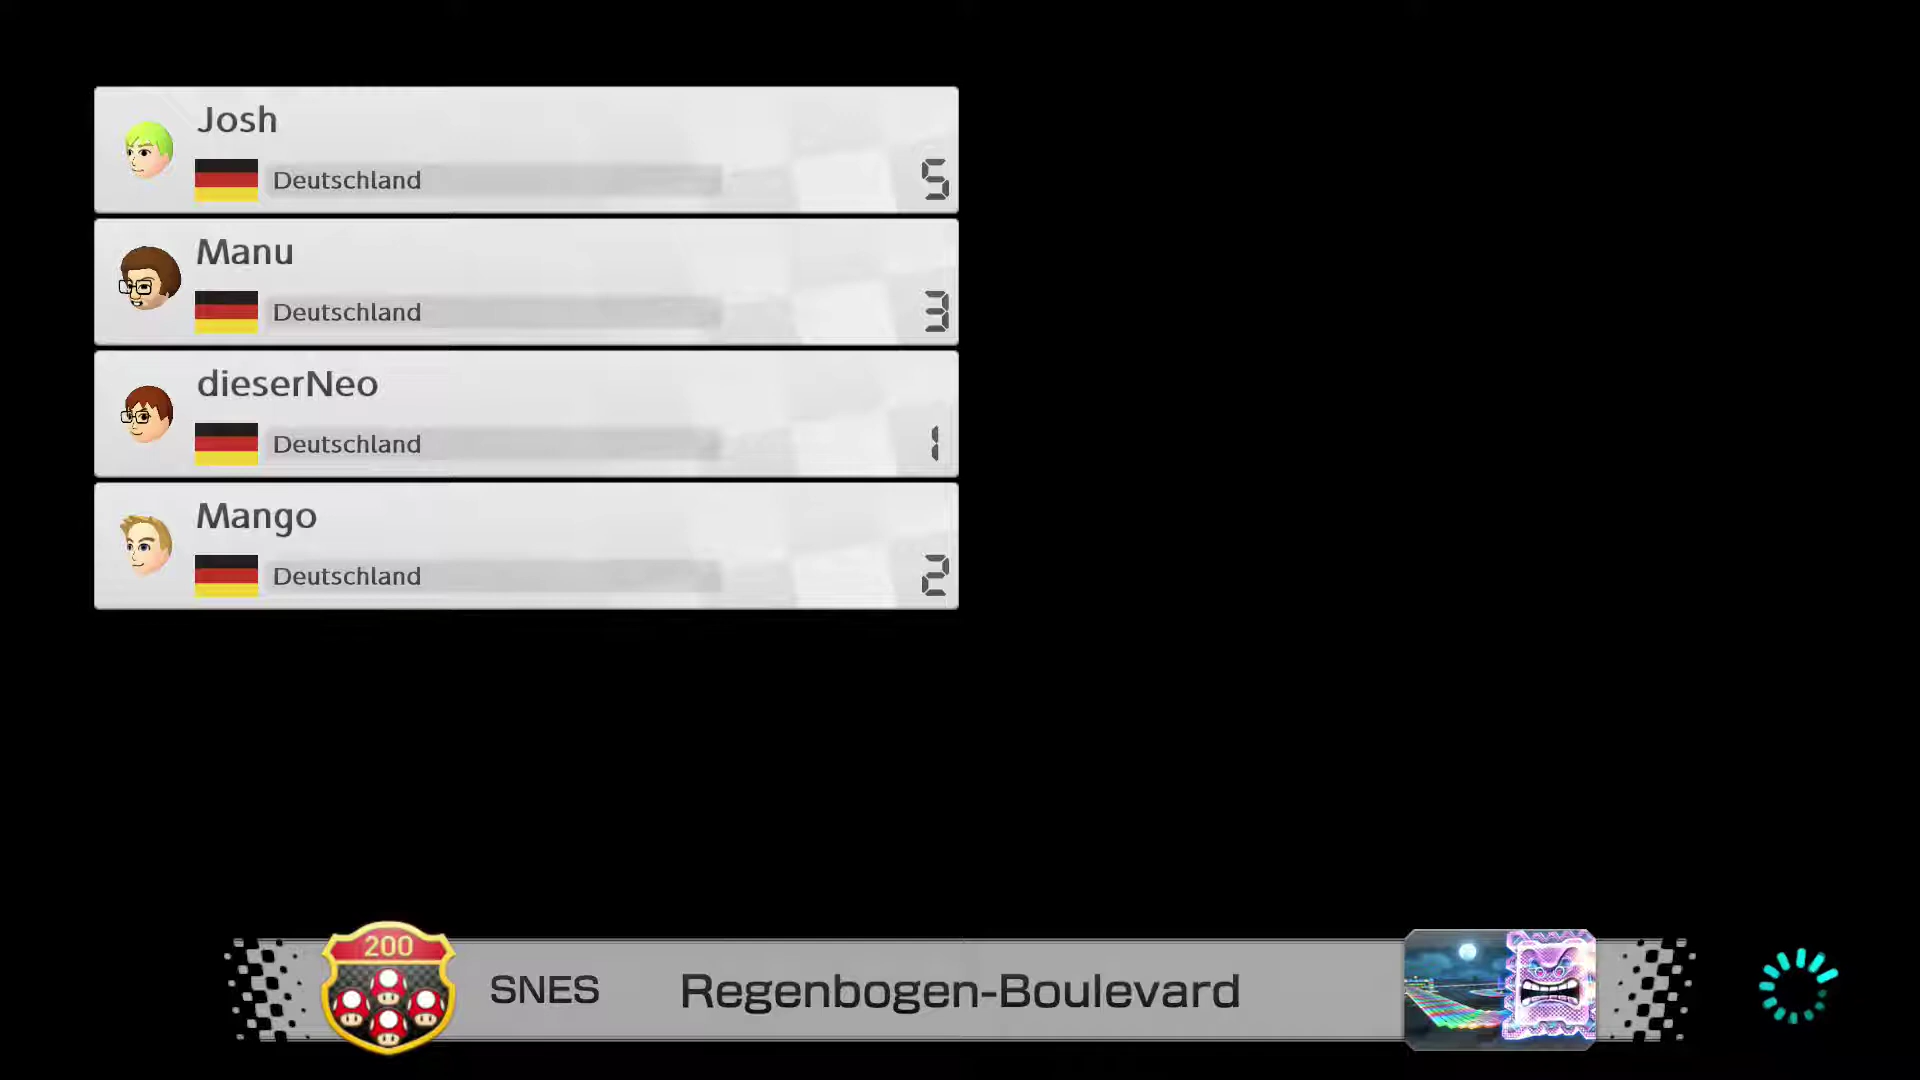 Josh
Deutschland 5
Manu
Deutschland 3
dieserNeo
Deutschland 1
Mango
Deutschland 2
200
SNES Regenbogen-Boulevard